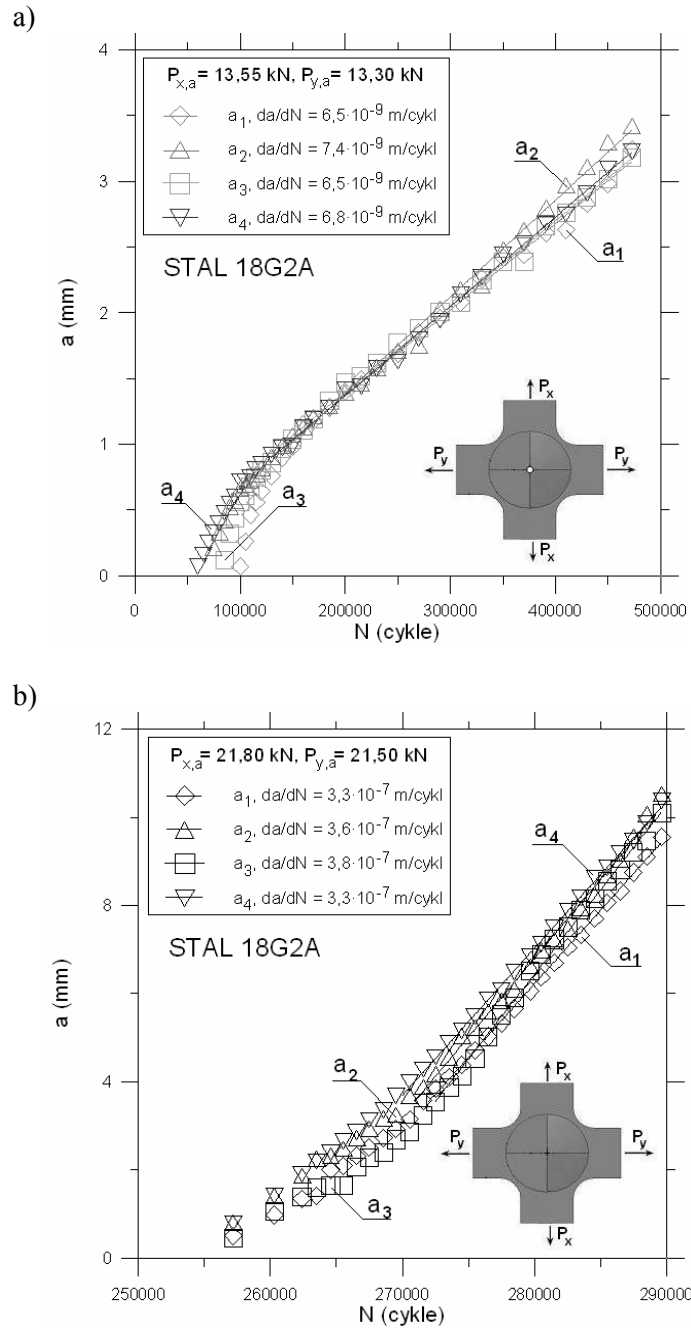 a)
4
3
2
1
0
a (mm)
P_x,a = 13,55 kN, P_y,a = 13,30 kN
a₁, da/dN = 6,5·10⁻⁹ m/cykl
a₂, da/dN = 7,4·10⁻⁹ m/cykl
a₃, da/dN = 6,5·10⁻⁹ m/cykl
a₄, da/dN = 6,8·10⁻⁹ m/cykl
STAL 18G2A
a₂
a₁
a₄
a₃
P_x
P_y
P_y
P_x
0 100000 200000 300000 400000 500000
N (cykle)
b)
12
8
4
0
a (mm)
P_x,a = 21,80 kN, P_y,a = 21,50 kN
a₁, da/dN = 3,3·10⁻⁷ m/cykl
a₂, da/dN = 3,6·10⁻⁷ m/cykl
a₃, da/dN = 3,8·10⁻⁷ m/cykl
a₄, da/dN = 3,3·10⁻⁷ m/cykl
STAL 18G2A
a₄
a₁
a₂
a₃
P_x
P_y
P_y
P_x
250000 260000 270000 280000 290000
N (cykle)